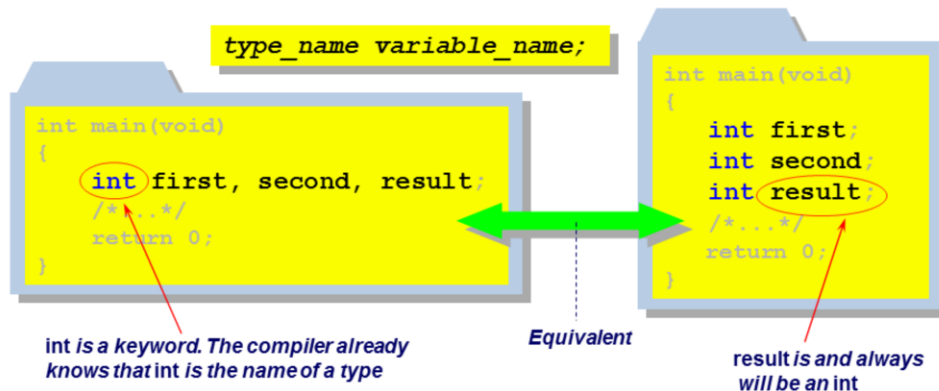 type_name variable_name;
int main(void)
{
int first, second, result;
/*...*/
return 0;
}
int main(void)
{
int first;
int second;
int result;
/*...*/
return 0;
}
int is a keyword. The compiler already
knows that int is the name of a type
Equivalent
result is and always
will be an int